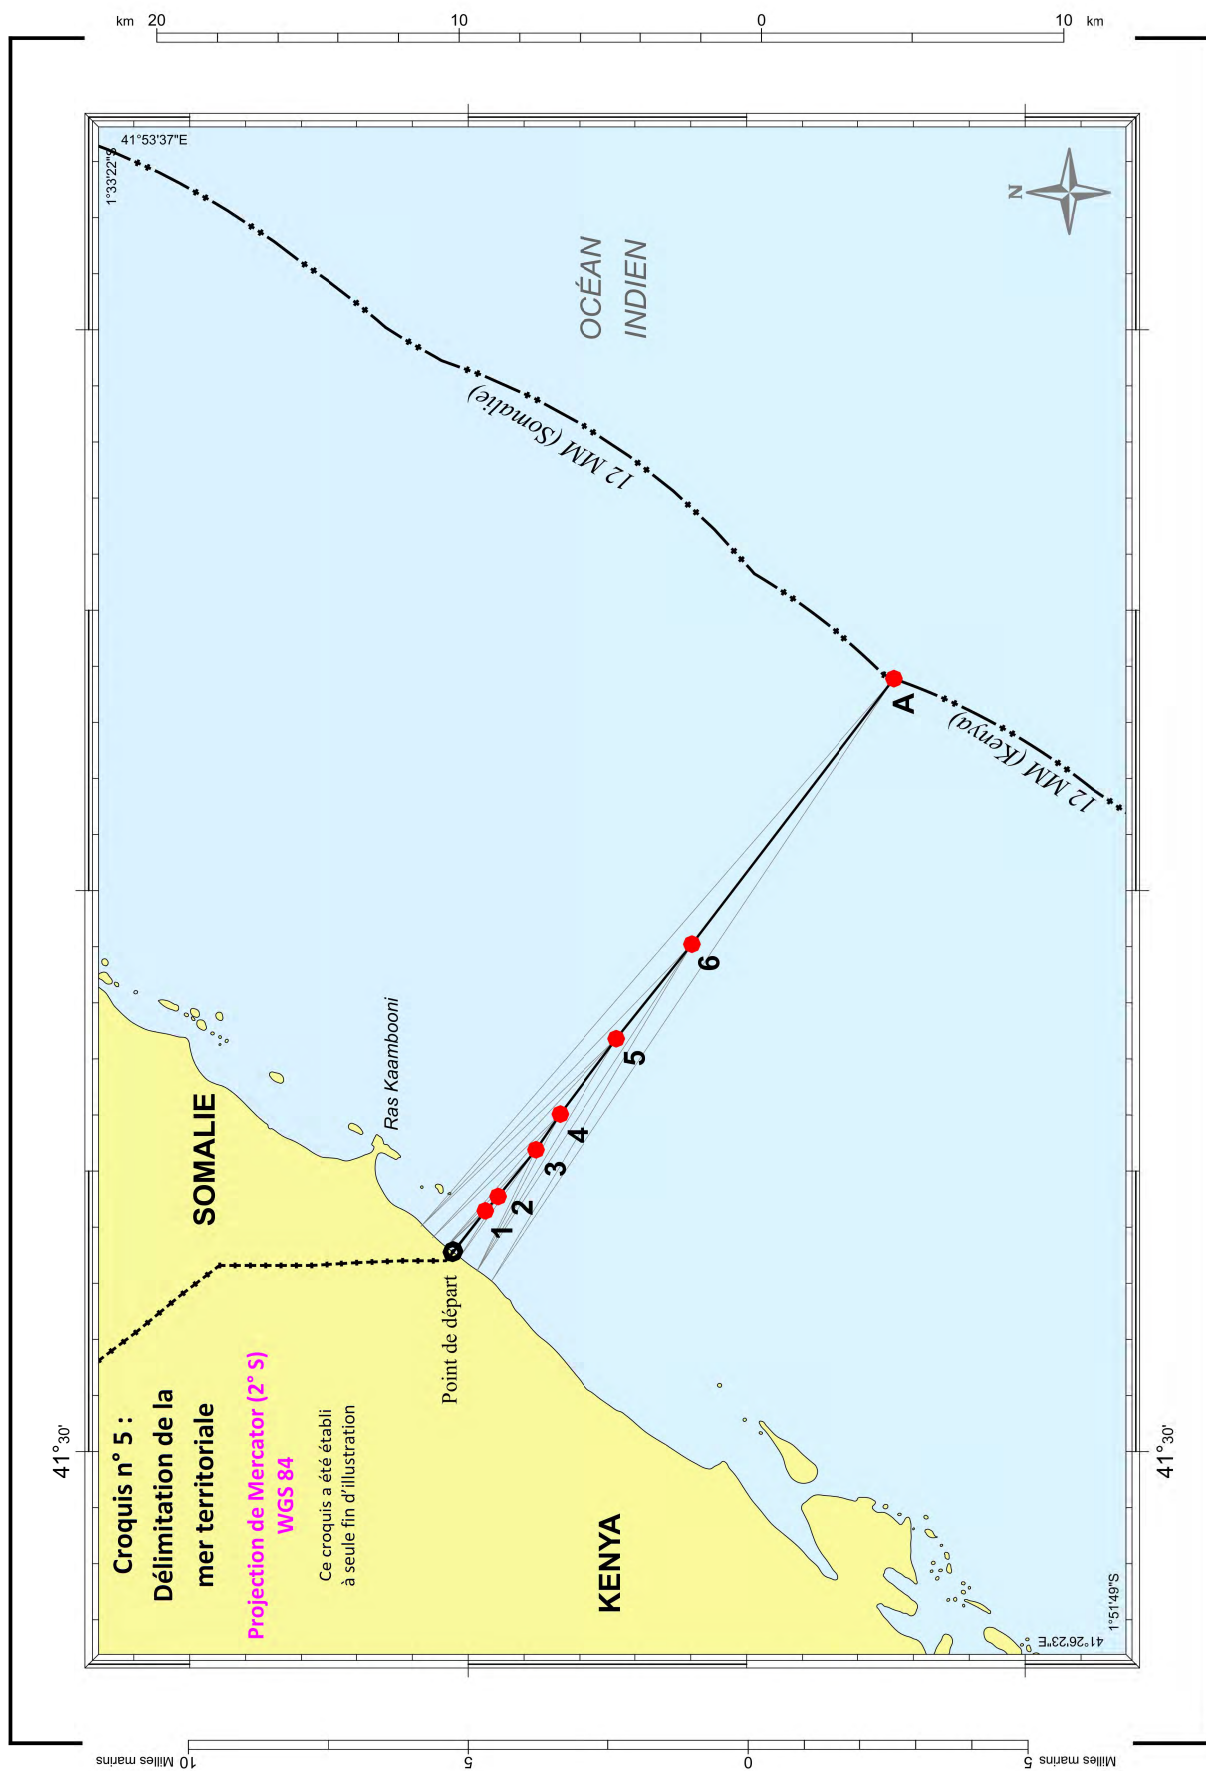 Croquis n° 5 :
Délimitation de la
mer territoriale
Projection de Mercator (2° S)
WGS 84
Ce croquis a été établi
à seule fin d'illustration
SOMALIE
KENYA
OCÉAN
INDIEN
Ras Kaambooni
Point de départ
1
2
3
4
5
6
A
12 MM (Somalie)
12 MM (Kenya)
N
41°53'37"E
1°33'22"S
41°26'23"E
1°51'49"S
41°30'
41°30'
km 20 10 0 10 km
Milles marins 10 5 0 5 Milles marins